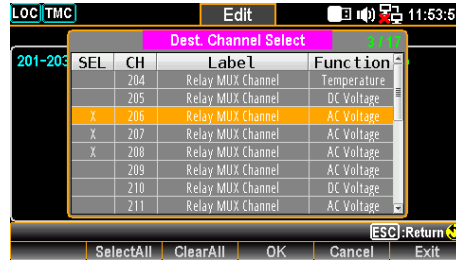 LOC TMC Edit 11:53:5
Dest. Channel Select 3/17
201-203
SEL CH Label Function
204 Relay MUX Channel Temperature
205 Relay MUX Channel DC Voltage
X 206 Relay MUX Channel AC Voltage
X 207 Relay MUX Channel AC Voltage
X 208 Relay MUX Channel AC Voltage
209 Relay MUX Channel AC Voltage
210 Relay MUX Channel DC Voltage
211 Relay MUX Channel AC Voltage
ESC:Return
SelectAll ClearAll OK Cancel Exit